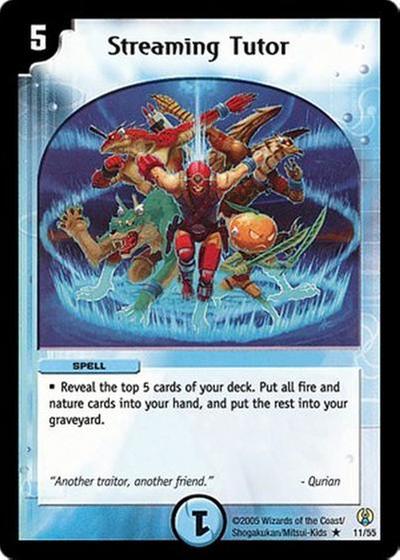 5
Streaming Tutor
SPELL
▪ Reveal the top 5 cards of your deck. Put all fire and
nature cards into your hand, and put the rest into your
graveyard.
"Another traitor, another friend." - Qurian
1
©2005 Wizards of the Coast/
Shogakukan/Mitsui-Kids ★ 11/55